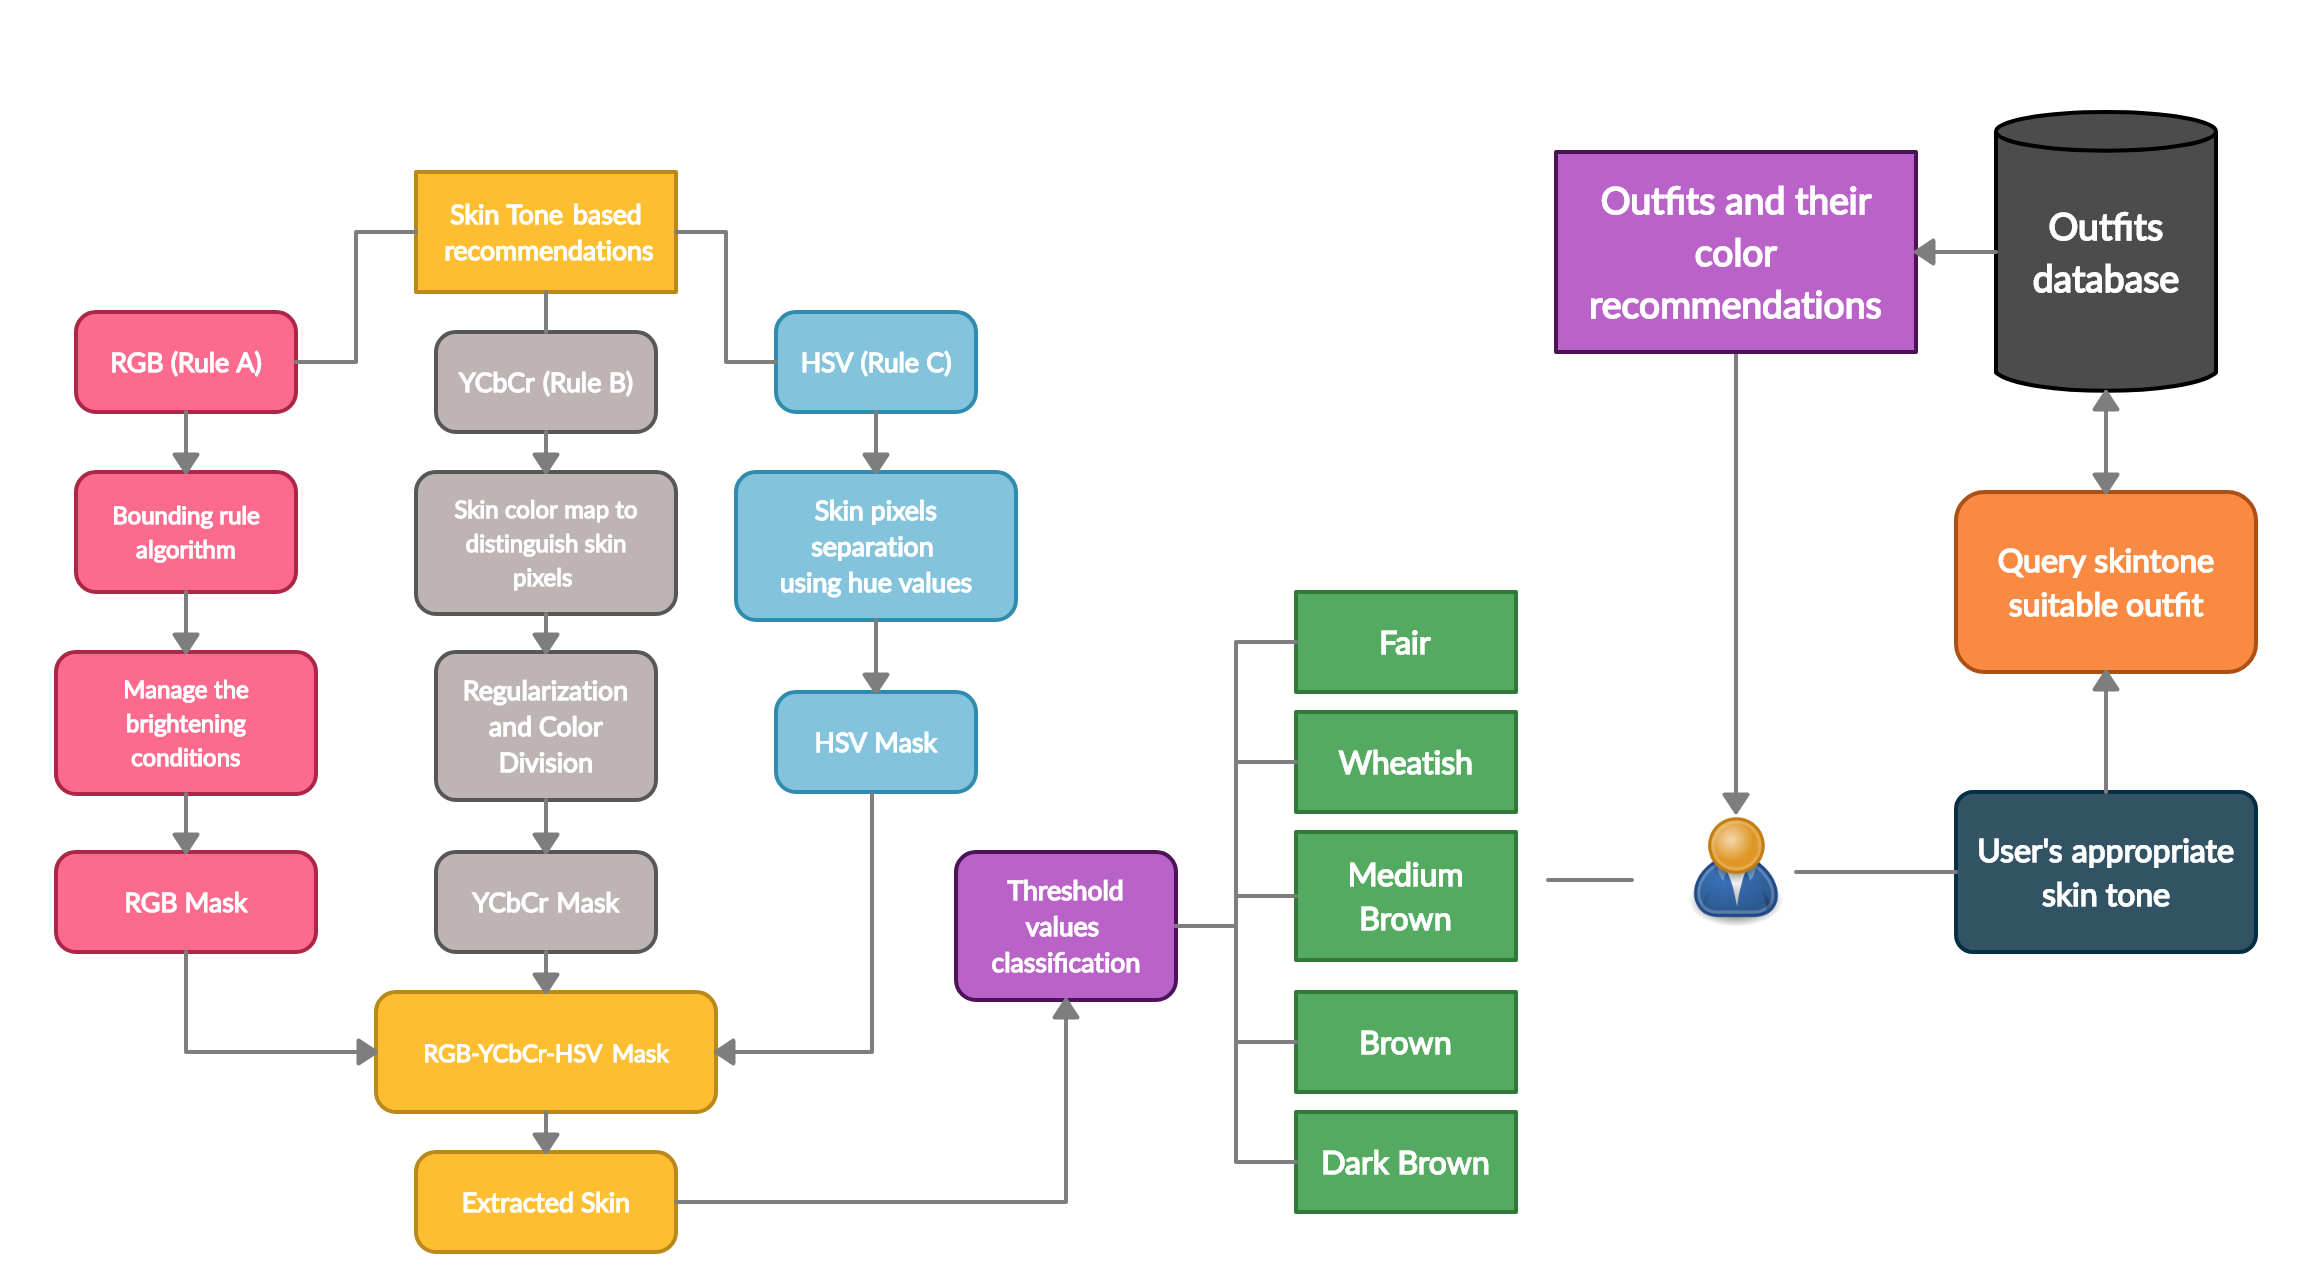 Skin Tone based
recommendations
RGB (Rule A)
YCbCr (Rule B)
HSV (Rule C)
Bounding rule
algorithm
Skin color map to
distinguish skin
pixels
Skin pixels
separation
using hue values
Manage the
brightening
conditions
Regularization
and Color
Division
HSV Mask
RGB Mask
YCbCr Mask
RGB-YCbCr-HSV Mask
Extracted Skin
Threshold
values
classification
Fair
Wheatish
Medium
Brown
Brown
Dark Brown
User's appropriate
skin tone
Query skintone
suitable outfit
Outfits
database
Outfits and their
color
recommendations